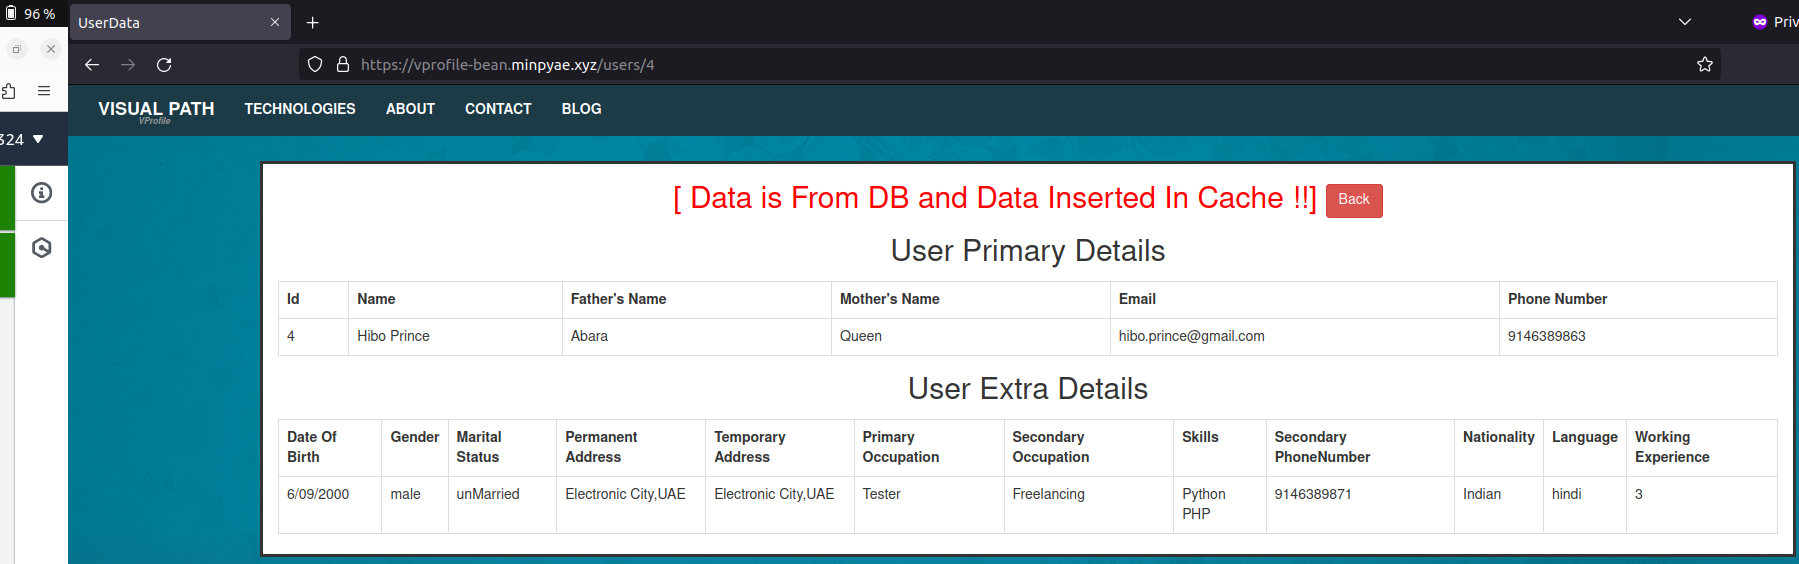 96 %
UserData
Priv
https://vprofile-bean.minpyae.xyz/users/4
324
VISUAL PATH TECHNOLOGIES ABOUT CONTACT BLOG
VProfile
[ Data is From DB and Data Inserted In Cache !!] Back
User Primary Details
Id Name Father's Name Mother's Name Email Phone Number
4 Hibo Prince Abara Queen hibo.prince@gmail.com 9146389863
User Extra Details
Date Of Birth Gender Marital Status Permanent Address Temporary Address Primary Occupation Secondary Occupation Skills Secondary PhoneNumber Nationality Language Working Experience
6/09/2000 male unMarried Electronic City,UAE Electronic City,UAE Tester Freelancing Python PHP 9146389871 Indian hindi 3